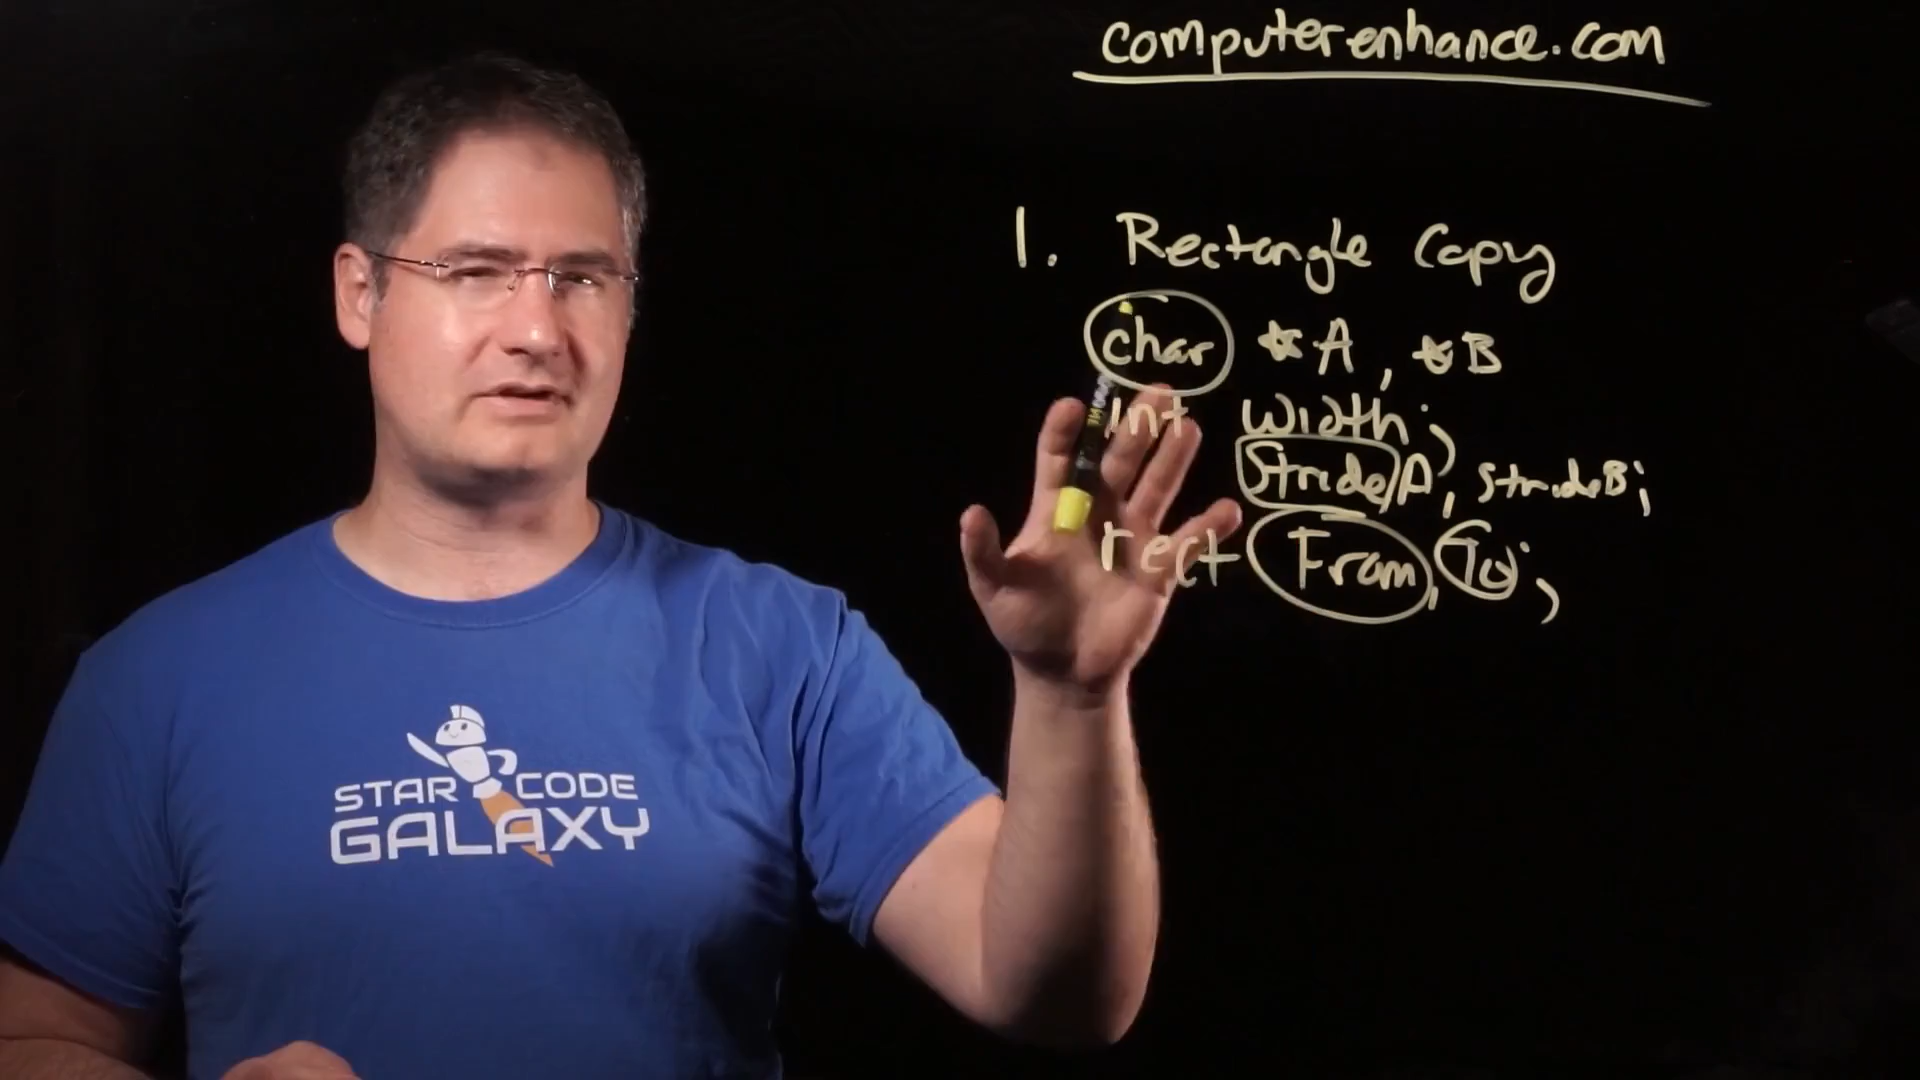 computerenhance.com
1. Rectangle Copy
char *A, *B
int width;
StrideA, strideB;
rect From, To;
STAR CODE
GALAXY